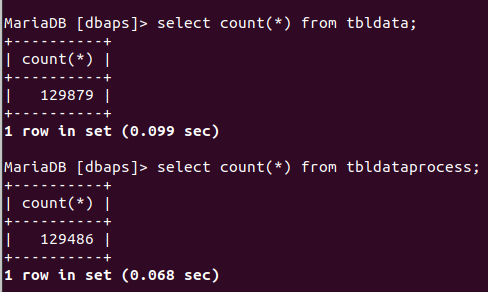 MariaDB [dbaps]> select count(*) from tbldata;
+----------+
| count(*) |
+----------+
|   129879 |
+----------+
1 row in set (0.099 sec)
MariaDB [dbaps]> select count(*) from tbldataprocess;
+----------+
| count(*) |
+----------+
|   129486 |
+----------+
1 row in set (0.068 sec)